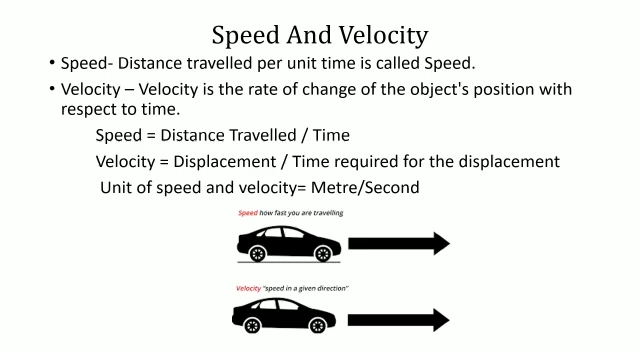 Speed And Velocity
• Speed- Distance travelled per unit time is called Speed.
• Velocity – Velocity is the rate of change of the object's position with
respect to time.
Speed = Distance Travelled / Time
Velocity = Displacement / Time required for the displacement
Unit of speed and velocity= Metre/Second
Speed how fast you are travelling
Velocity "speed in a given direction"